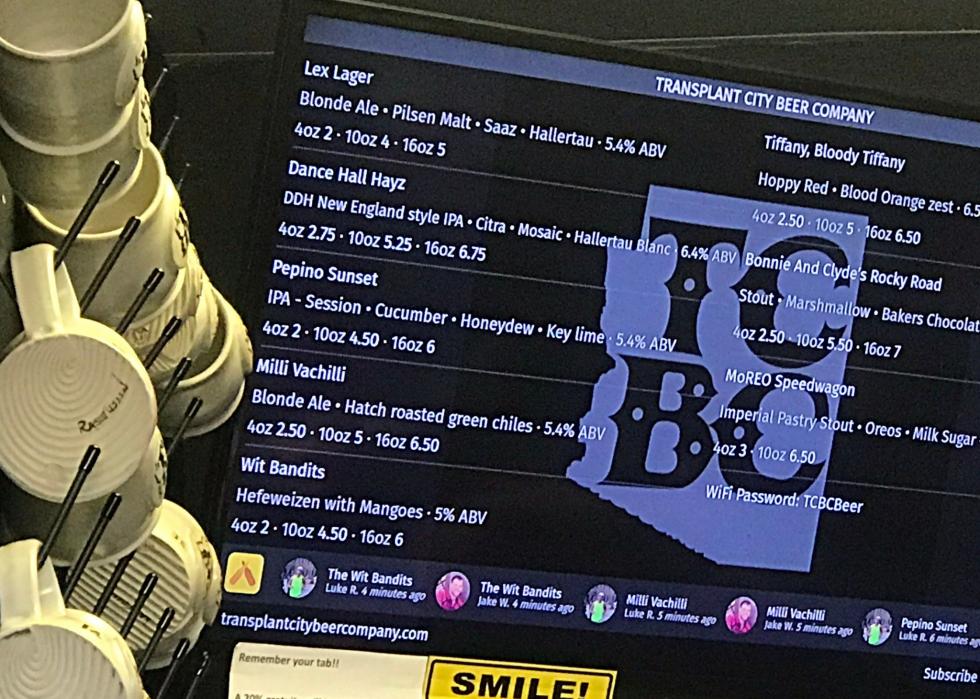 TRANSPLANT CITY BEER COMPANY
Lex Lager
Blonde Ale • Pilsen Malt • Saaz • Hallertau · 5.4% ABV
4oz 2 · 10oz 4 · 16oz 5
Dance Hall Hayz
DDH New England style IPA • Citra • Mosaic • Hallertau Blanc · 6.4% ABV
4oz 2.75 · 10oz 5.25 · 16oz 6.75
Pepino Sunset
IPA - Session • Cucumber • Honeydew • Key lime · 5.4% ABV
4oz 2 · 10oz 4.50 · 16oz 6
Milli Vachilli
Blonde Ale • Hatch roasted green chiles · 5.4% ABV
4oz 2.50 · 10oz 5 · 16oz 6.50
Wit Bandits
Hefeweizen with Mangoes · 5% ABV
4oz 2 · 10oz 4.50 · 16oz 6
Tiffany, Bloody Tiffany
Hoppy Red • Blood Orange zest · 6.5
4oz 2.50 · 10oz 5 · 16oz 6.50
Bonnie And Clyde's Rocky Road
Stout • Marshmallow • Bakers Chocolat
4oz 2.50 · 10oz 5.50 · 16oz 7
MoREO Speedwagon
Imperial Pastry Stout • Oreos • Milk Sugar
4oz 3 · 10oz 6.50
WiFi Password: TCBCBeer
TC
BC
The Wit Bandits
Luke R. 4 minutes ago
The Wit Bandits
Jake W. 4 minutes ago
Milli Vachilli
Luke R. 5 minutes ago
Milli Vachilli
Jake W. 5 minutes ago
Pepino Sunset
Luke R. 6 minutes ag
transplantcitybeercompany.com
Subscribe
Remember your tab!!
SMILE!